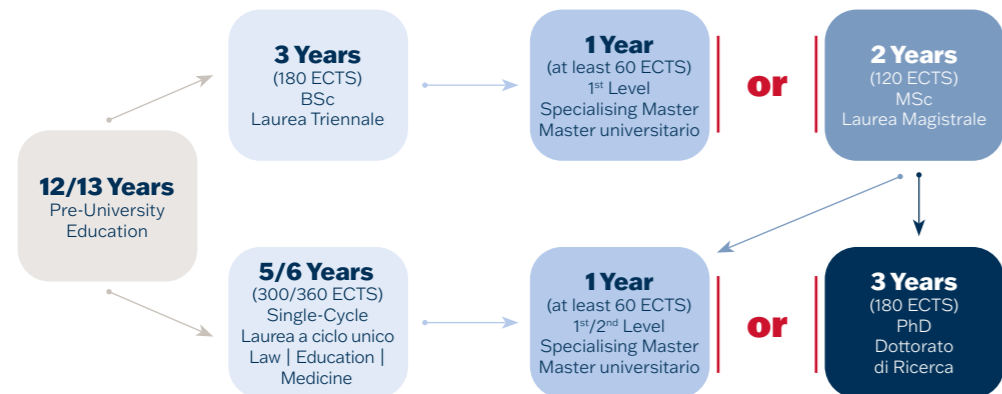 12/13 Years
Pre-University
Education
3 Years
(180 ECTS)
BSc
Laurea Triennale
1 Year
(at least 60 ECTS)
1st Level
Specialising Master
Master universitario
or
2 Years
(120 ECTS)
MSc
Laurea Magistrale
5/6 Years
(300/360 ECTS)
Single-Cycle
Laurea a ciclo unico
Law | Education |
Medicine
1 Year
(at least 60 ECTS)
1st/2nd Level
Specialising Master
Master universitario
or
3 Years
(180 ECTS)
PhD
Dottorato
di Ricerca